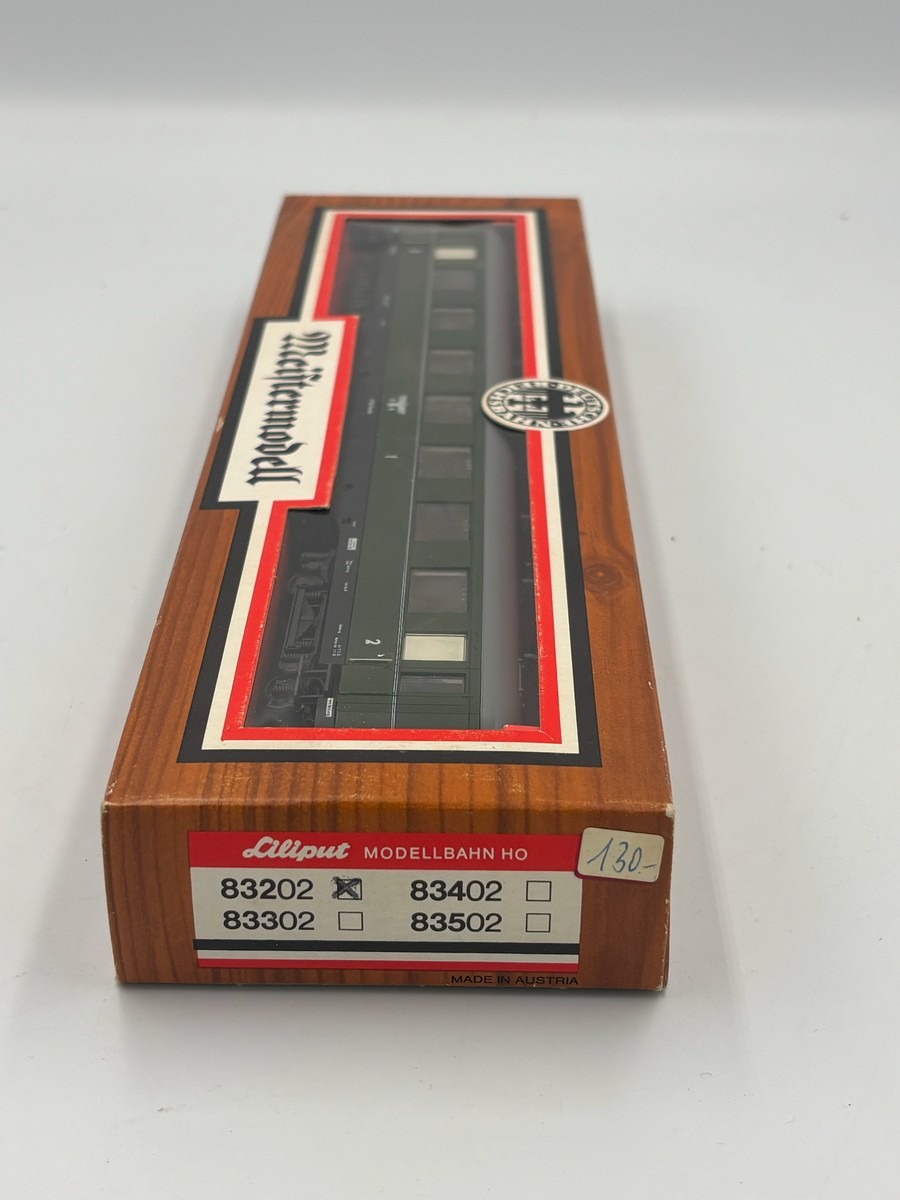 Meistermodell
2
Liliput MODELLBAHN HO
130.-
83202 83402
83302 83502
MADE IN AUSTRIA